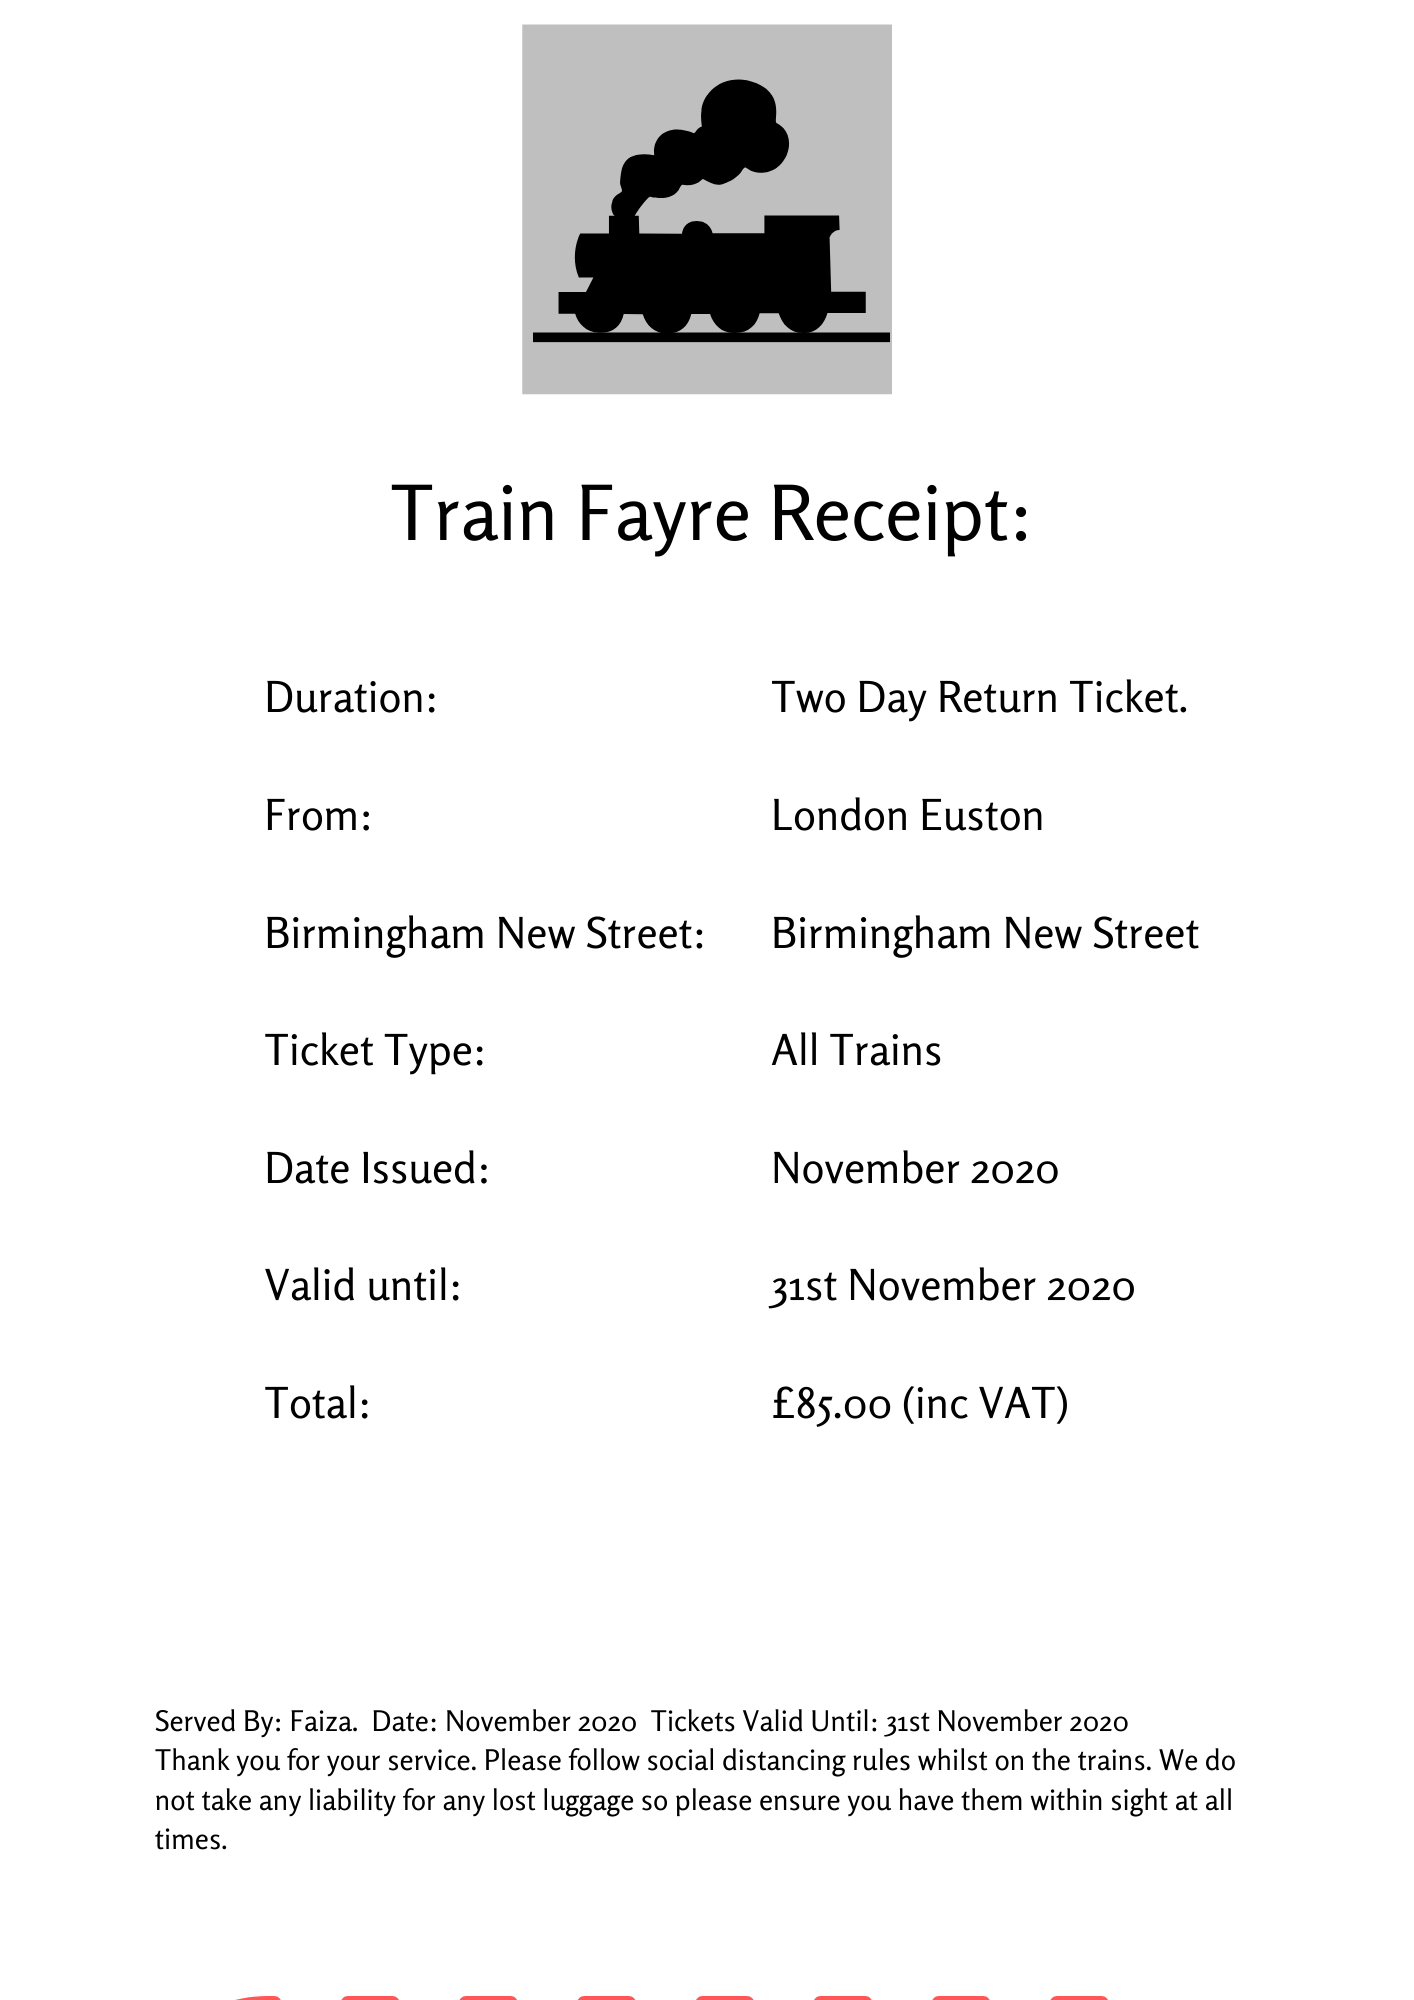 Train Fayre Receipt:
Duration: Two Day Return Ticket.
From: London Euston
Birmingham New Street: Birmingham New Street
Ticket Type: All Trains
Date Issued: November 2020
Valid until: 31st November 2020
Total: £85.00 (inc VAT)
Served By: Faiza. Date: November 2020 Tickets Valid Until: 31st November 2020
Thank you for your service. Please follow social distancing rules whilst on the trains. We do
not take any liability for any lost luggage so please ensure you have them within sight at all
times.